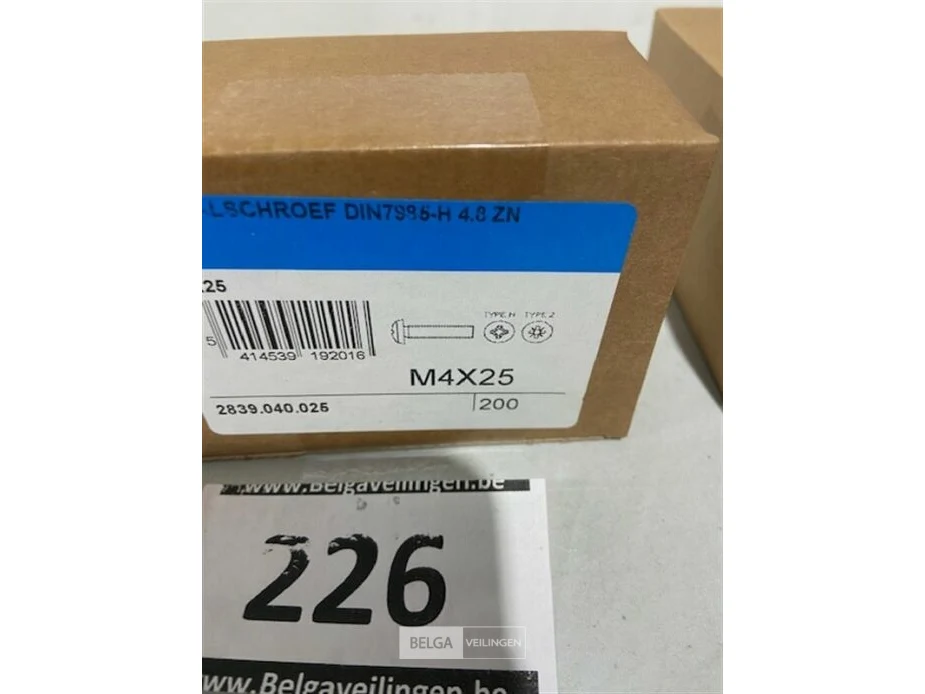 LSCHROEF DIN7985-H 4.8 ZN
X25
TYPE H TYPE Z
5 414539 192016
M4X25
2839.040.025 200
www.Belgaveilingen.be
226
BELGA VEILINGEN
www.Belgaveilingen.be